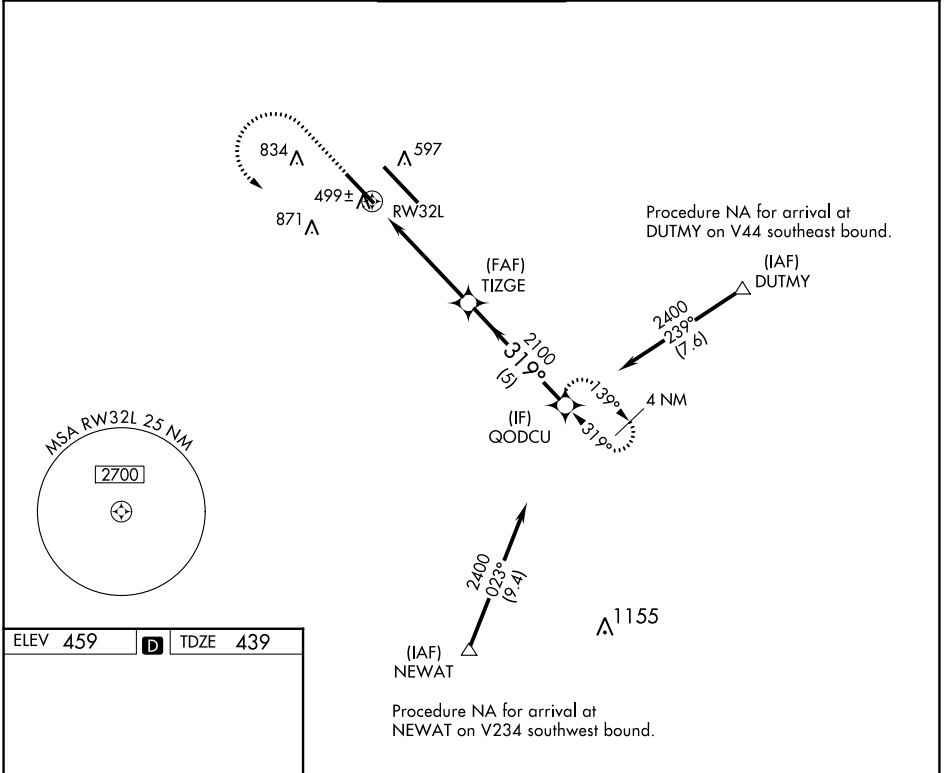 834
597
499±
RW32L
871
Procedure NA for arrival at
DUTMY on V44 southeast bound.
(FAF)
TIZGE
(IAF)
DUTMY
2400
239°
(7.6)
2100
319°
(5)
139°
4 NM
319°
(IF)
QODCU
MSA RW32L 25 NM
2700
2400
023°
(9.4)
1155
ELEV 459 D TDZE 439
(IAF)
NEWAT
Procedure NA for arrival at
NEWAT on V234 southwest bound.